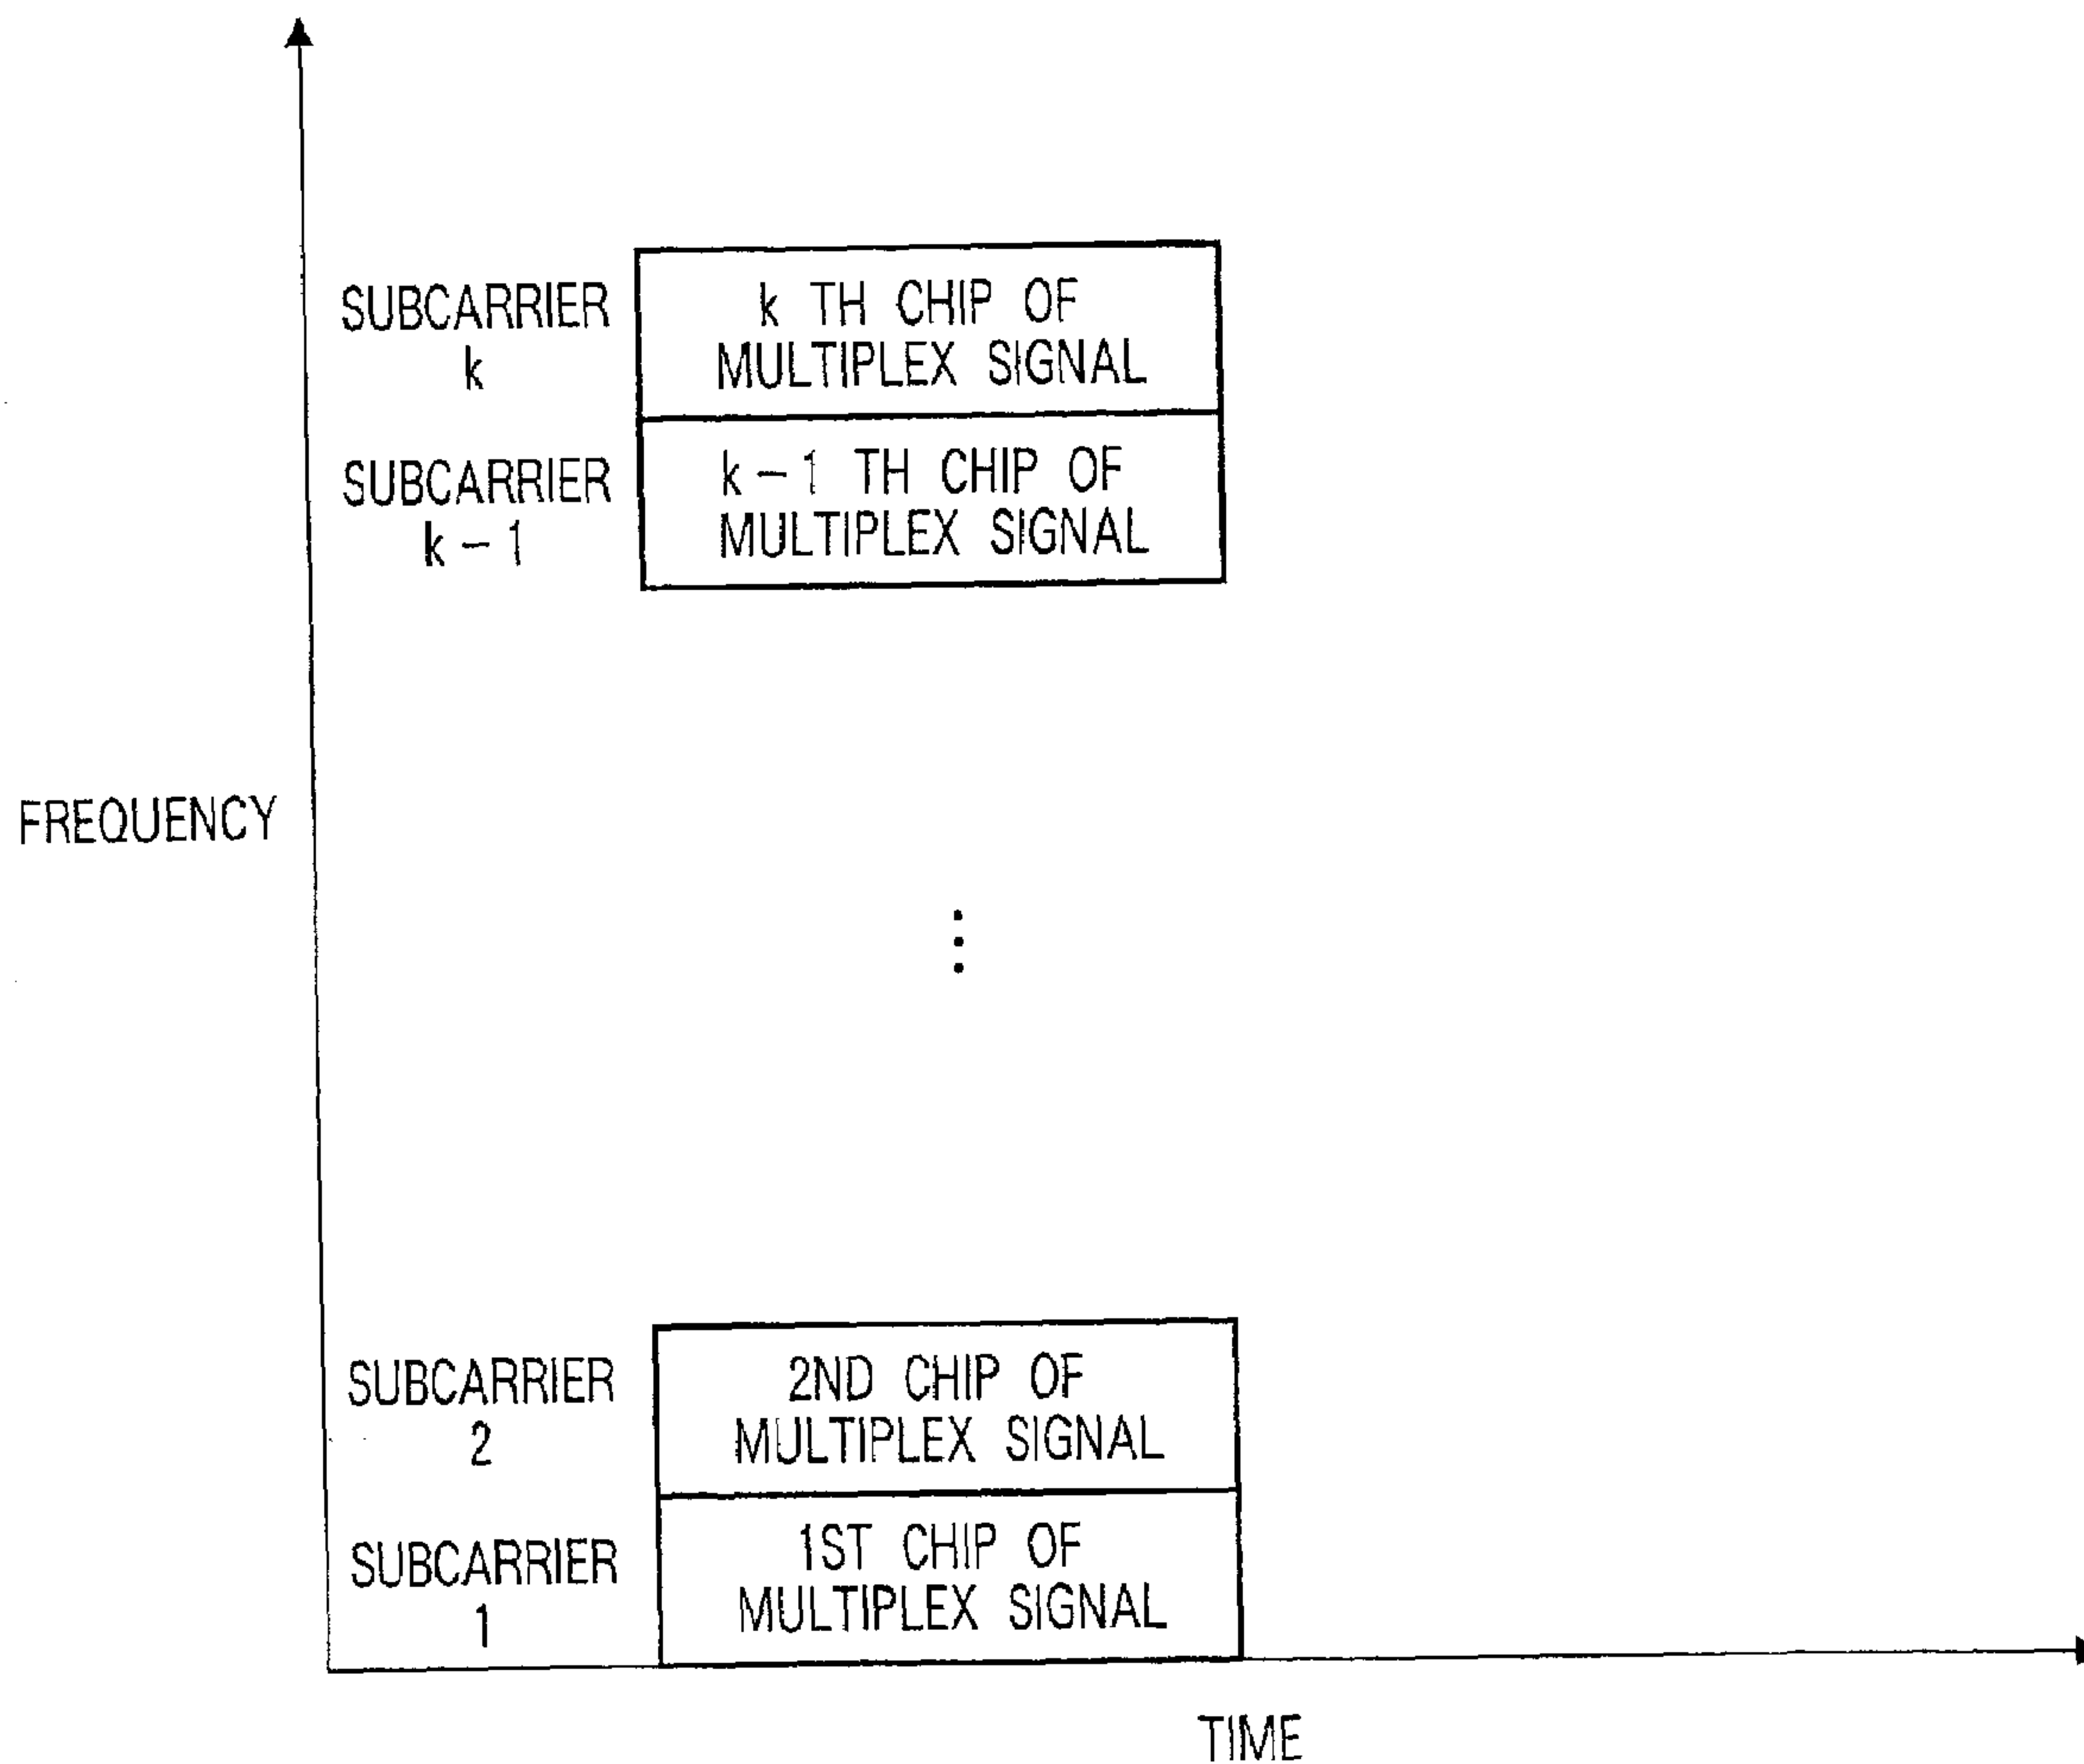 SUBCARRIER
k
k TH CHIP OF
MULTIPLEX SIGNAL
SUBCARRIER
k-1
k-1 TH CHIP OF
MULTIPLEX SIGNAL
FREQUENCY
SUBCARRIER
2
2ND CHIP OF
MULTIPLEX SIGNAL
SUBCARRIER
1
1ST CHIP OF
MULTIPLEX SIGNAL
TIME